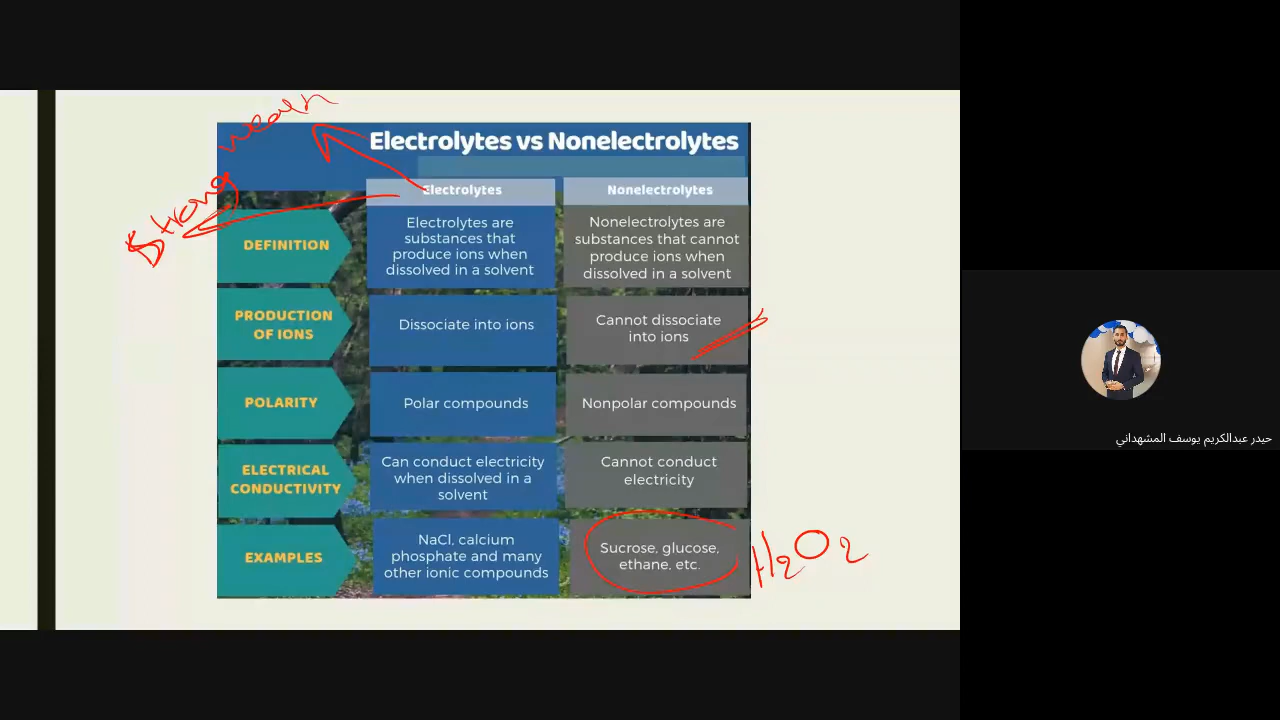 weak
Strong
Electrolytes vs Nonelectrolytes
Electrolytes
Nonelectrolytes
DEFINITION
Electrolytes are
substances that
produce ions when
dissolved in a solvent
Nonelectrolytes are
substances that cannot
produce ions when
dissolved in a solvent
PRODUCTION
OF IONS
Dissociate into ions
Cannot dissociate
into ions
POLARITY
Polar compounds
Nonpolar compounds
ELECTRICAL
CONDUCTIVITY
Can conduct electricity
when dissolved in a
solvent
Cannot conduct
electricity
EXAMPLES
NaCl, calcium
phosphate and many
other ionic compounds
Sucrose, glucose,
ethane, etc.
H2O2
حيدر عبدالكريم يوسف المشهداني